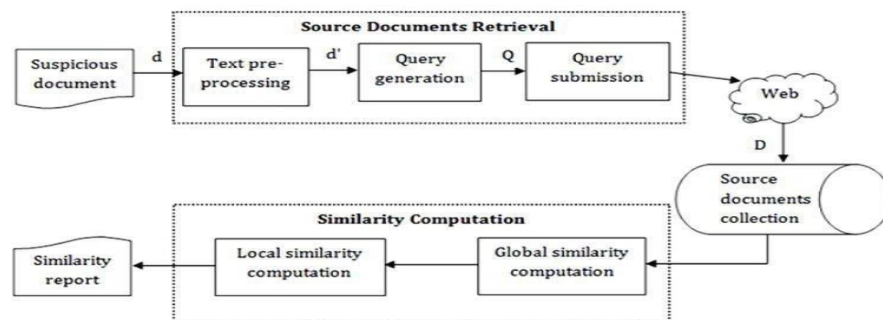 Source Documents Retrieval
Suspicious
document
d
Text pre-
processing
d'
Query
generation
Q
Query
submission
Web
D
Source
documents
collection
Similarity Computation
Global similarity
computation
Local similarity
computation
Similarity
report